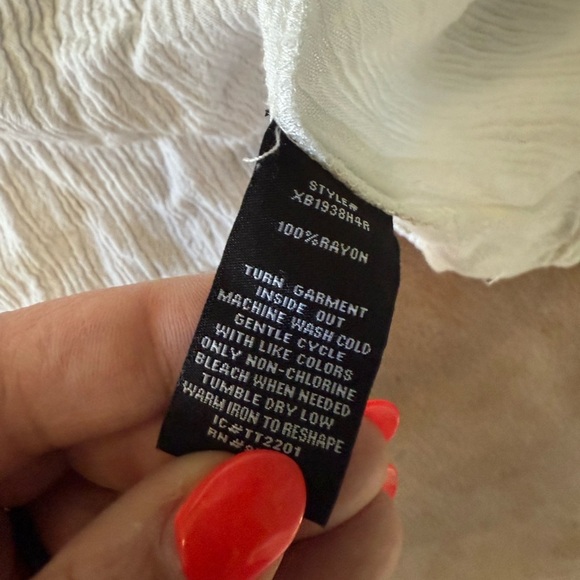 STYLE#
XB1938H4R
100%RAYON
TURN GARMENT
INSIDE OUT
MACHINE WASH COLD
GENTLE CYCLE
WITH LIKE COLORS
ONLY NON-CHLORINE
BLEACH WHEN NEEDED
TUMBLE DRY LOW
WARM IRON TO RESHAPE
IC#TT2201
RN#